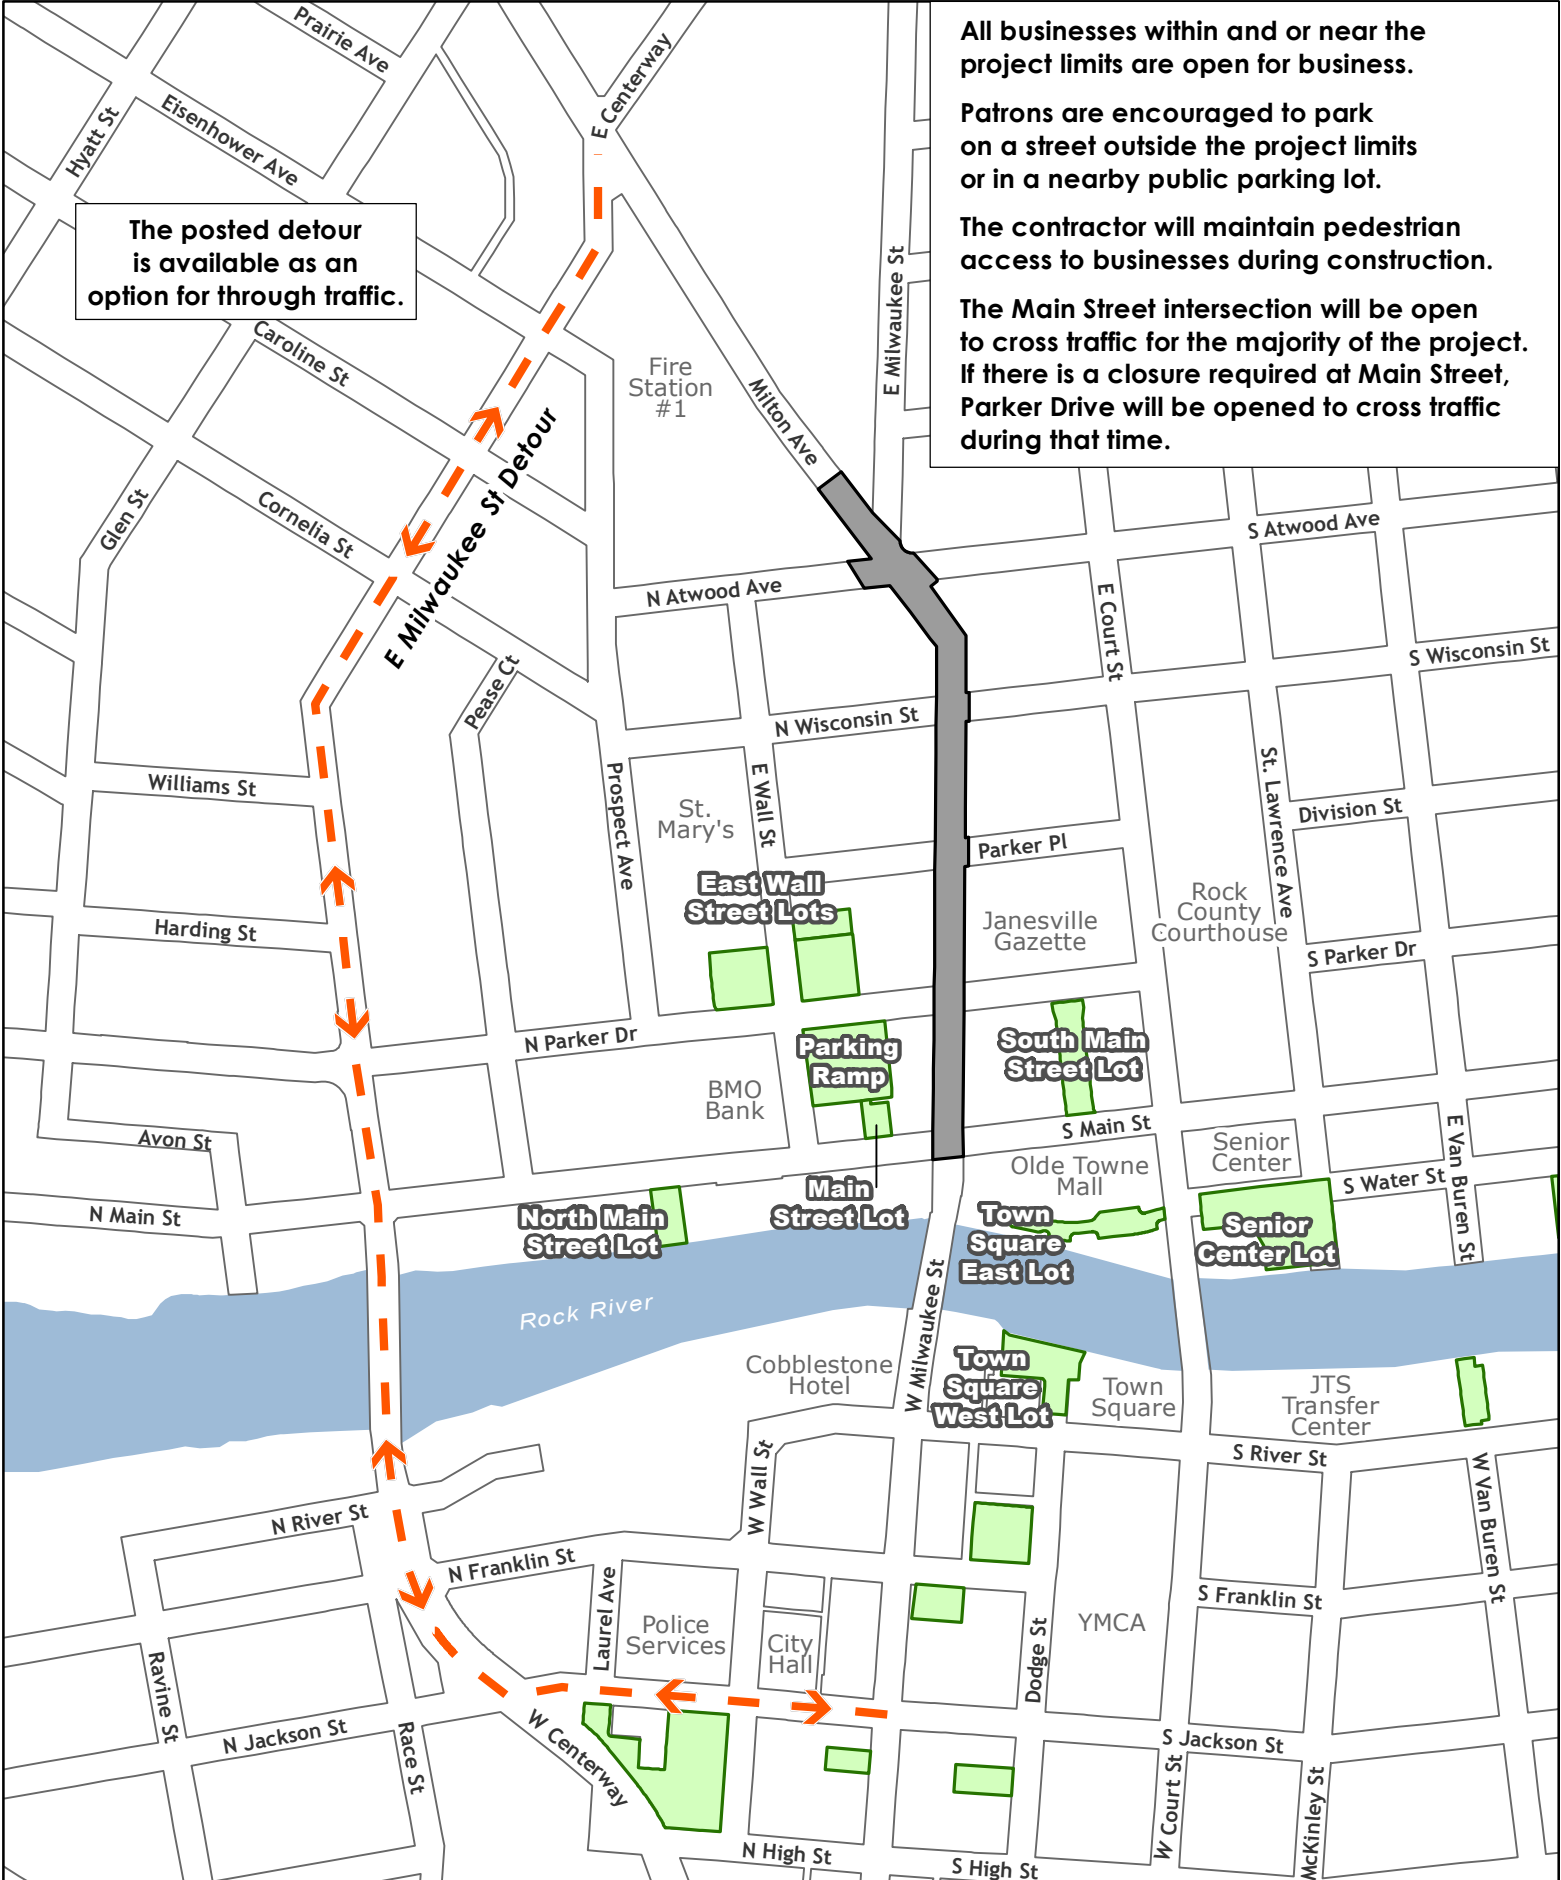 All businesses within and or near the
project limits are open for business.
Patrons are encouraged to park
on a street outside the project limits
or in a nearby public parking lot.
The contractor will maintain pedestrian
access to businesses during construction.
The Main Street intersection will be open
to cross traffic for the majority of the project.
If there is a closure required at Main Street,
Parker Drive will be opened to cross traffic
during that time.
Prairie Ave
E Centerway
Hyatt St
Eisenhower Ave
The posted detour
is available as an
option for through traffic.
E Milwaukee St
Caroline St
Fire
Station
#1
Milton Ave
E Milwaukee St Detour
Glen St
Cornelia St
S Atwood Ave
N Atwood Ave
E Court St
S Wisconsin St
Pease Ct
N Wisconsin St
Williams St
Prospect Ave
St.
Mary's
E Wall St
St. Lawrence Ave
Division St
Parker Pl
East Wall
Street Lots
Harding St
Janesville
Gazette
Rock
County
Courthouse
S Parker Dr
N Parker Dr
Parking
Ramp
South Main
Street Lot
BMO
Bank
Avon St
S Main St
Senior
Center
E Van Buren St
Olde Towne
Mall
S Water St
N Main St
North Main
Street Lot
Main
Street Lot
Town
Square
East Lot
Senior
Center Lot
Rock River
W Milwaukee St
Cobblestone
Hotel
Town
Square
West Lot
Town
Square
JTS
Transfer
Center
W Wall St
S River St
W Van Buren St
N River St
N Franklin St
Laurel Ave
Police
Services
City
Hall
Dodge St
YMCA
S Franklin St
Ravine St
N Jackson St
Race St
W Centerway
S Jackson St
W Court St
McKinley St
N High St
S High St